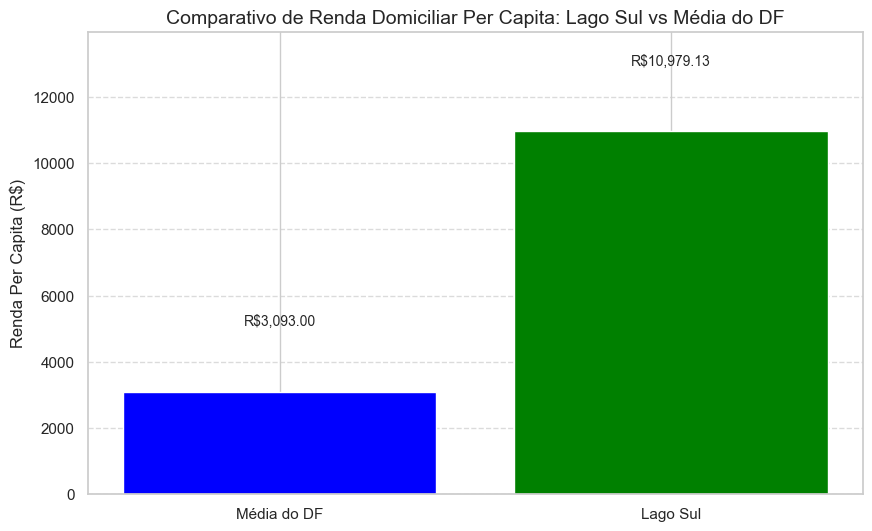 Comparativo de Renda Domiciliar Per Capita: Lago Sul vs Média do DF
R$10,979.13
12000
10000
8000
6000
R$3,093.00
4000
2000
0
Renda Per Capita (R$)
Média do DF
Lago Sul